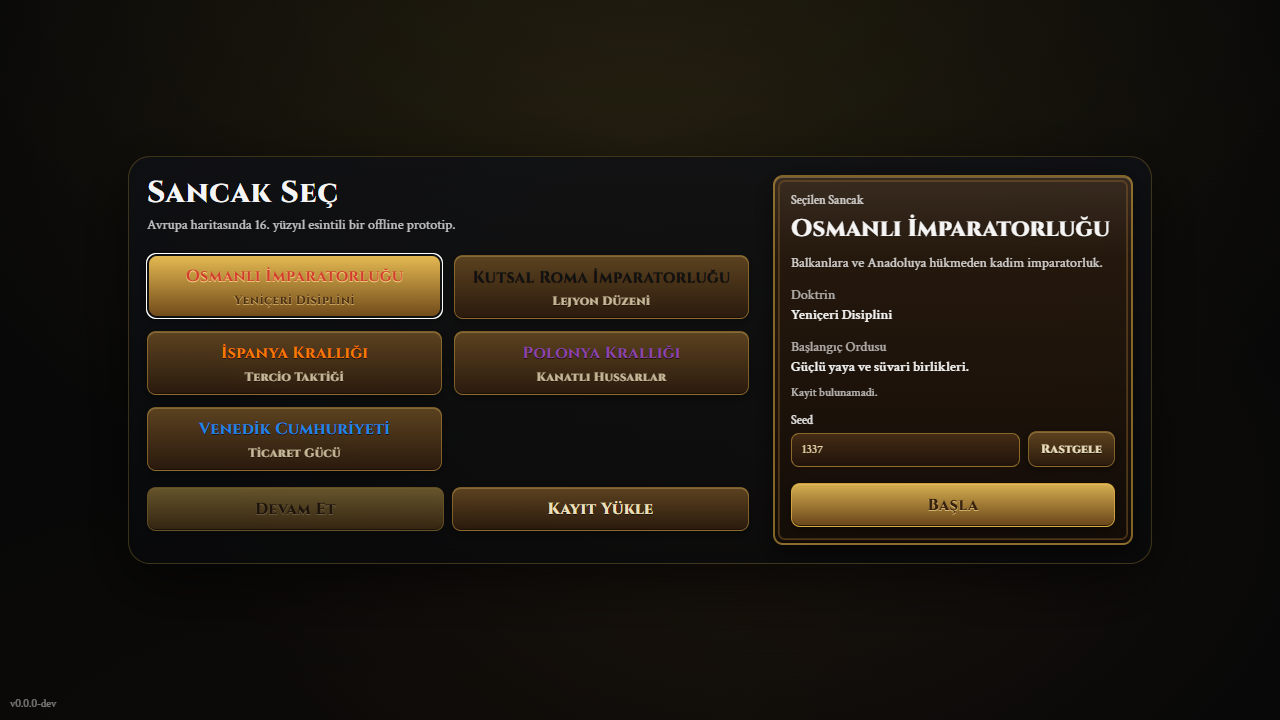 Sancak Seç
Avrupa haritasında 16. yüzyıl esintili bir offline prototip.
Osmanlı İmparatorluğu
Yeniçeri Disiplini
Kutsal Roma İmparatorluğu
Lejyon Düzeni
İspanya Krallığı
Tercio Taktiği
Polonya Krallığı
Kanatlı Hussarlar
Venedik Cumhuriyeti
Ticaret Gücü
Devam Et
Kayıt Yükle
Seçilen Sancak
Osmanlı İmparatorluğu
Balkanlara ve Anadoluya hükmeden kadim imparatorluk.
Doktrin
Yeniçeri Disiplini
Başlangıç Ordusu
Güçlü yaya ve süvari birlikleri.
Kayit bulunamadi.
Seed
1337
Rastgele
Başla
v0.0.0-dev